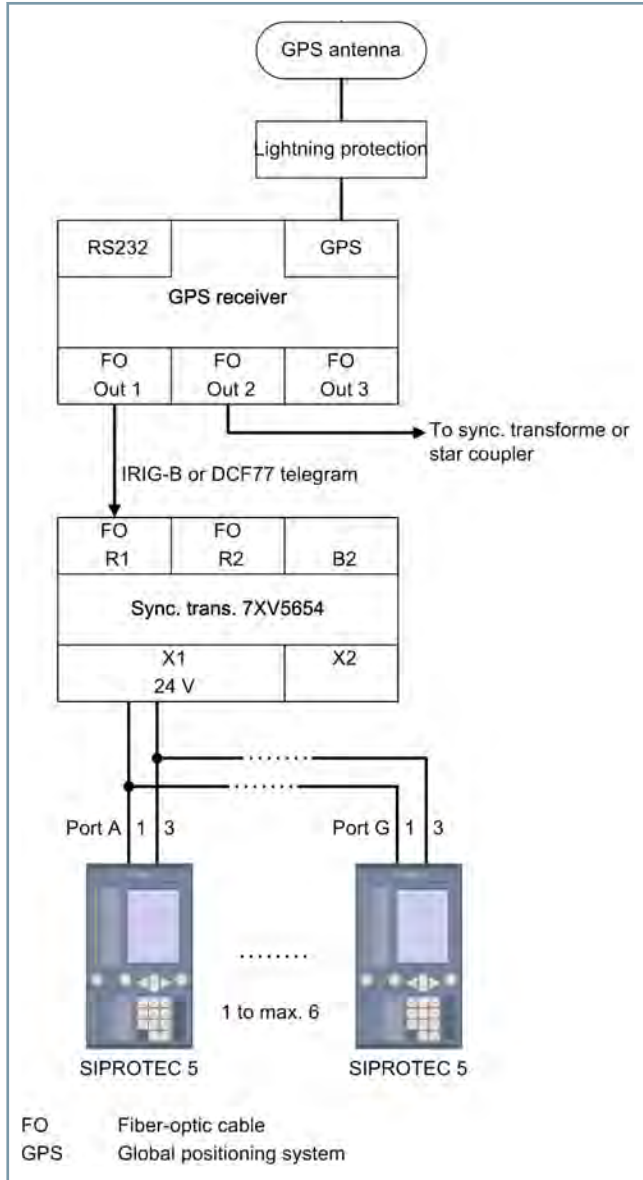 GPS antenna
Lightning protection
RS232
GPS
GPS receiver
FO
Out 1
FO
Out 2
FO
Out 3
To sync. transforme or
star coupler
IRIG-B or DCF77 telegram
FO
R1
FO
R2
B2
Sync. trans. 7XV5654
X1
24 V
X2
Port A 1 3
Port G 1 3
1 to max. 6
SIPROTEC 5
SIPROTEC 5
FO Fiber-optic cable
GPS Global positioning system